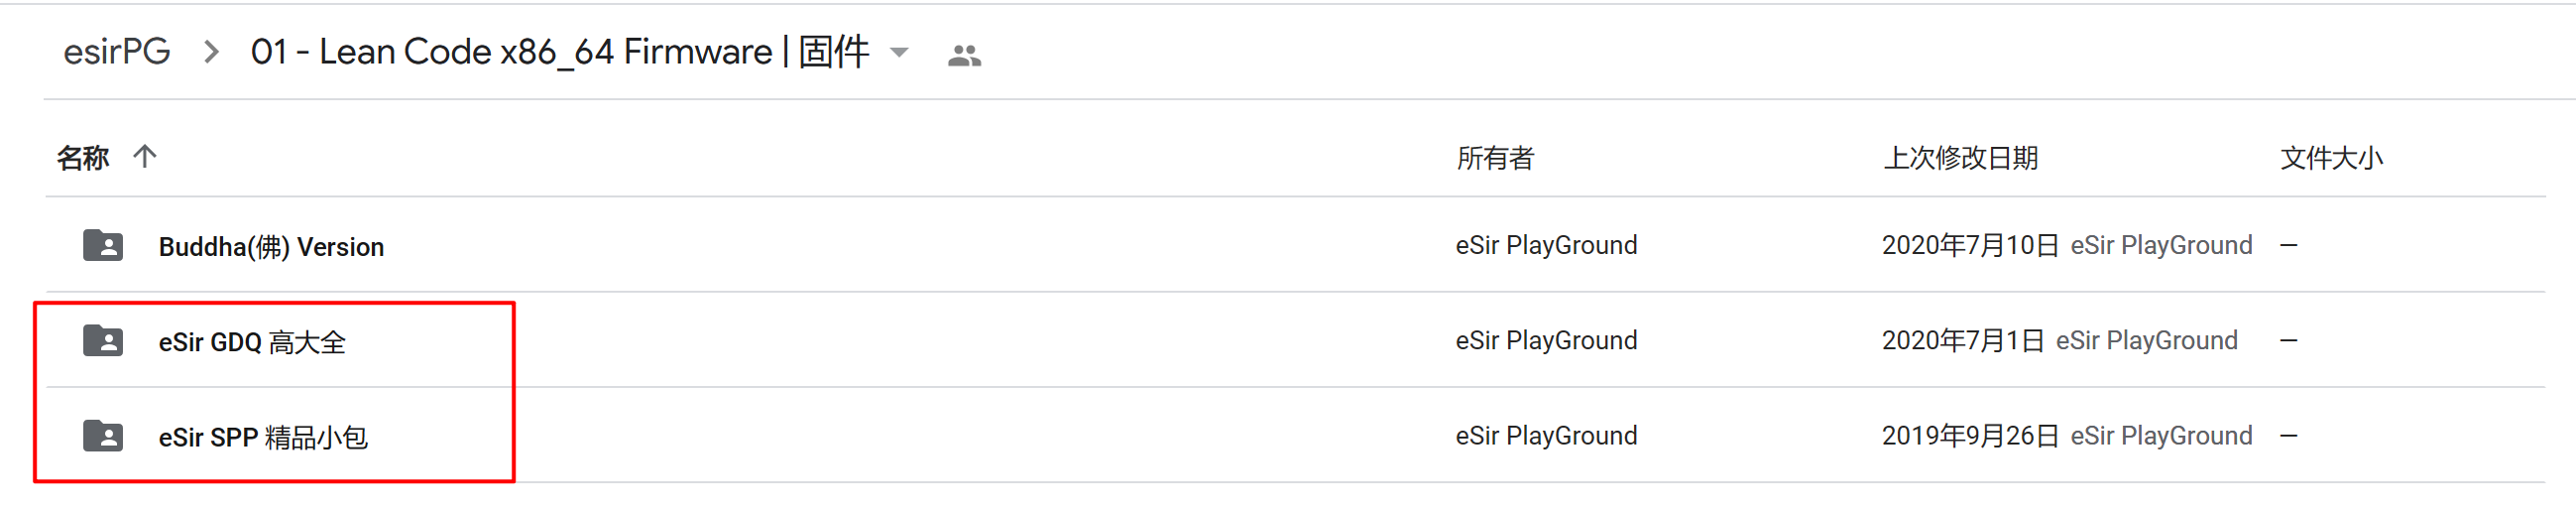 esirPG > 01 - Lean Code x86_64 Firmware | 固件
名称 ↑ 所有者 上次修改日期 文件大小
Buddha(佛) Version eSir PlayGround 2020年7月10日 eSir PlayGround —
eSir GDQ 高大全 eSir PlayGround 2020年7月1日 eSir PlayGround —
eSir SPP 精品小包 eSir PlayGround 2019年9月26日 eSir PlayGround —